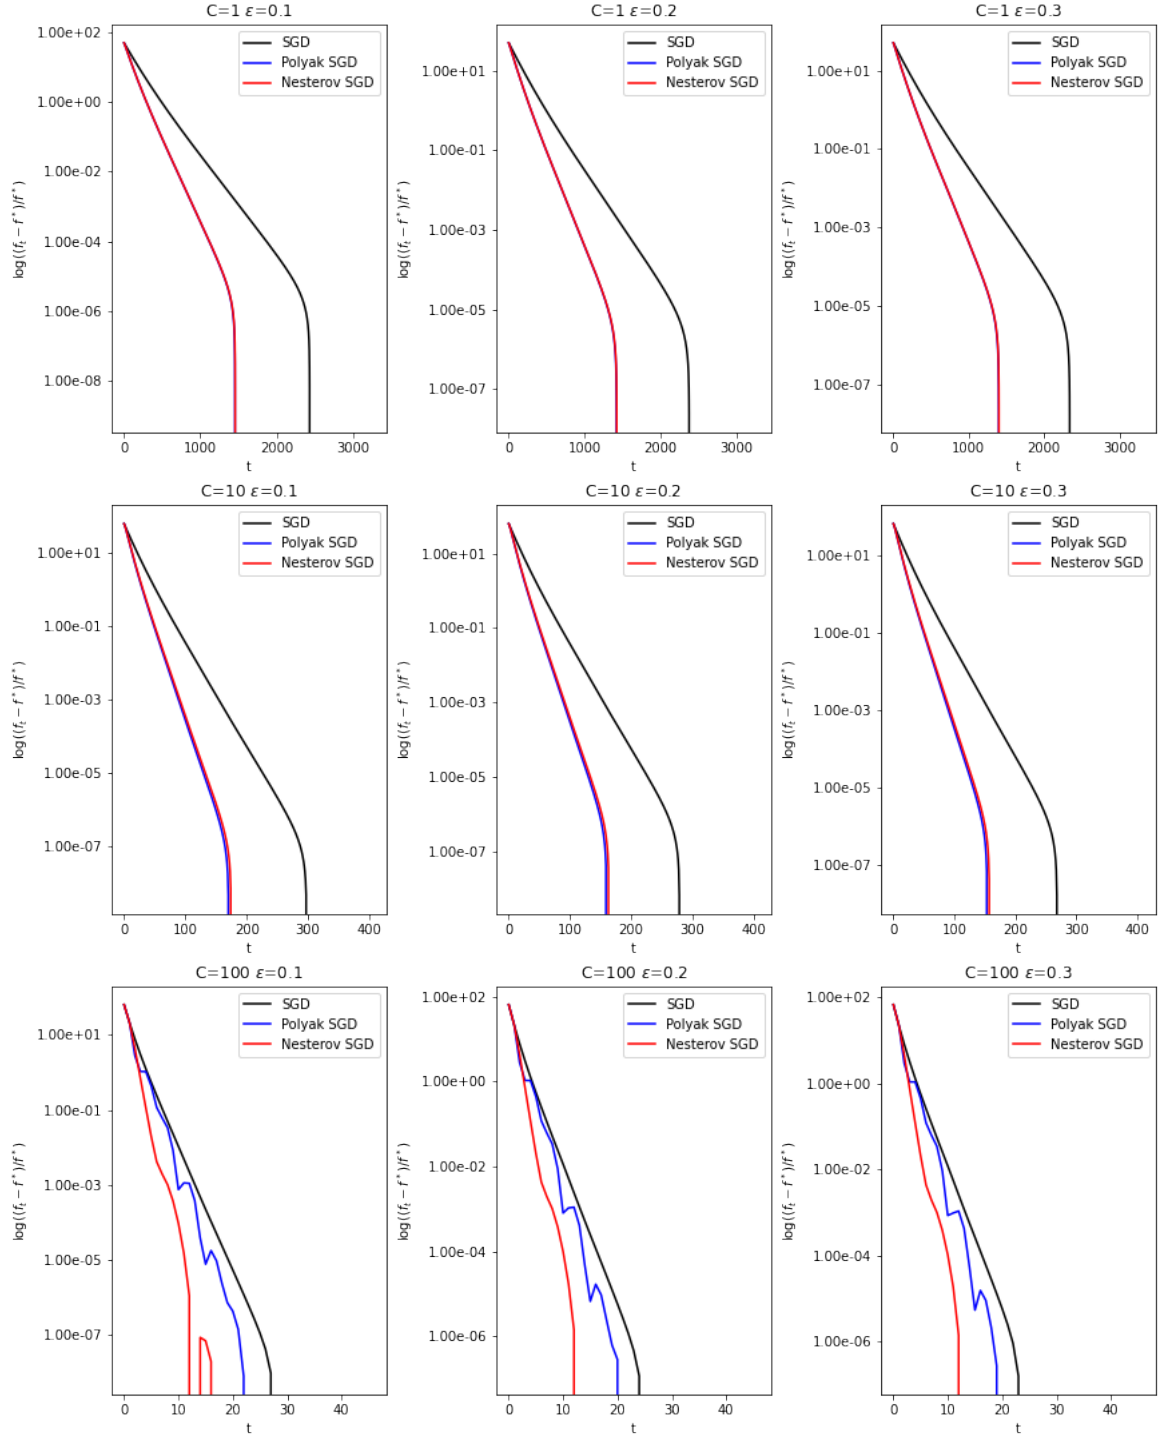 C=1 ε=0.1
1.00e+02
1.00e+00
1.00e-02
1.00e-04
1.00e-06
1.00e-08
log((f_t − f*)/f*)
SGD
Polyak SGD
Nesterov SGD
0 1000 2000 3000
t
C=1 ε=0.2
1.00e+01
1.00e-01
1.00e-03
1.00e-05
1.00e-07
log((f_t − f*)/f*)
SGD
Polyak SGD
Nesterov SGD
0 1000 2000 3000
t
C=1 ε=0.3
1.00e+01
1.00e-01
1.00e-03
1.00e-05
1.00e-07
log((f_t − f*)/f*)
SGD
Polyak SGD
Nesterov SGD
0 1000 2000 3000
t
C=10 ε=0.1
1.00e+01
1.00e-01
1.00e-03
1.00e-05
1.00e-07
log((f_t − f*)/f*)
SGD
Polyak SGD
Nesterov SGD
0 100 200 300 400
t
C=10 ε=0.2
1.00e+01
1.00e-01
1.00e-03
1.00e-05
1.00e-07
log((f_t − f*)/f*)
SGD
Polyak SGD
Nesterov SGD
0 100 200 300 400
t
C=10 ε=0.3
1.00e+01
1.00e-01
1.00e-03
1.00e-05
1.00e-07
log((f_t − f*)/f*)
SGD
Polyak SGD
Nesterov SGD
0 100 200 300 400
t
C=100 ε=0.1
1.00e+01
1.00e-01
1.00e-03
1.00e-05
1.00e-07
log((f_t − f*)/f*)
SGD
Polyak SGD
Nesterov SGD
0 10 20 30 40
t
C=100 ε=0.2
1.00e+02
1.00e+00
1.00e-02
1.00e-04
1.00e-06
log((f_t − f*)/f*)
SGD
Polyak SGD
Nesterov SGD
0 10 20 30 40
t
C=100 ε=0.3
1.00e+02
1.00e+00
1.00e-02
1.00e-04
1.00e-06
log((f_t − f*)/f*)
SGD
Polyak SGD
Nesterov SGD
0 10 20 30 40
t